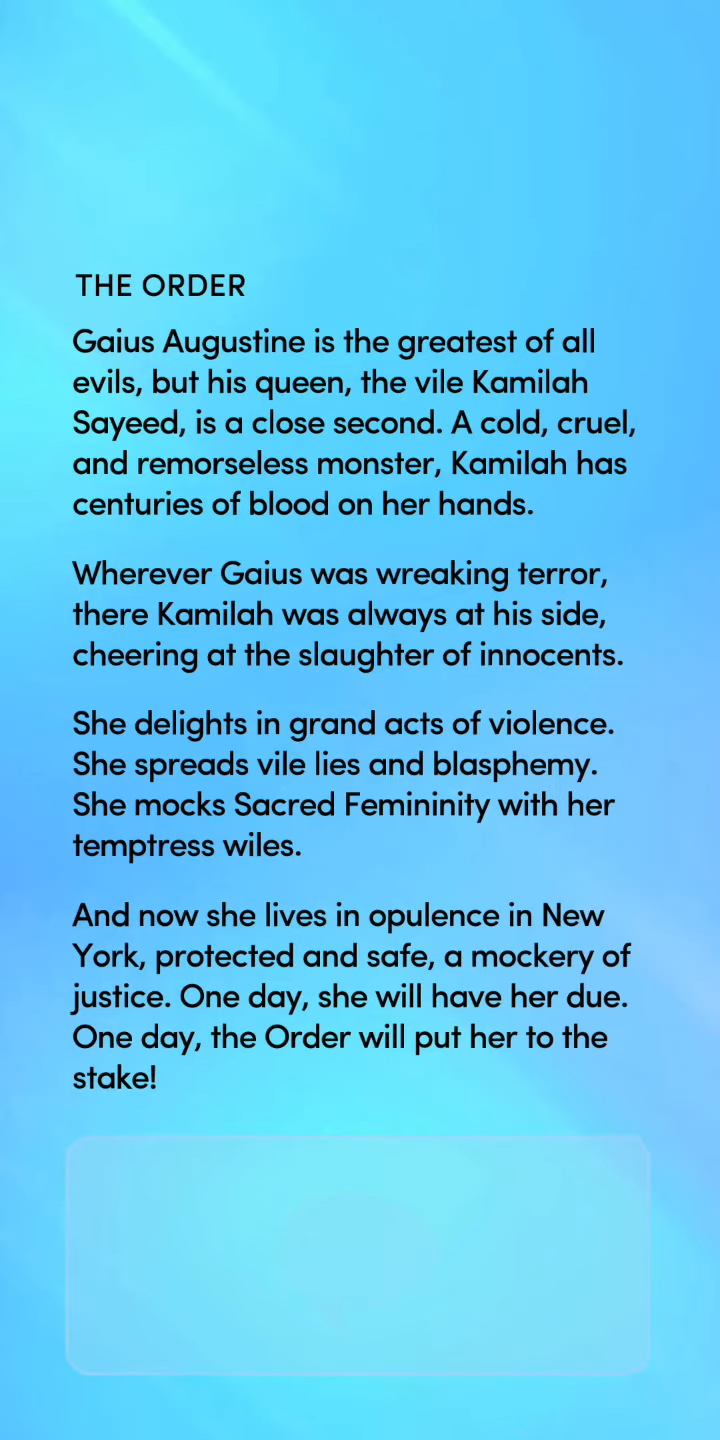 THE ORDER
Gaius Augustine is the greatest of all
evils, but his queen, the vile Kamilah
Sayeed, is a close second. A cold, cruel,
and remorseless monster, Kamilah has
centuries of blood on her hands.
Wherever Gaius was wreaking terror,
there Kamilah was always at his side,
cheering at the slaughter of innocents.
She delights in grand acts of violence.
She spreads vile lies and blasphemy.
She mocks Sacred Femininity with her
temptress wiles.
And now she lives in opulence in New
York, protected and safe, a mockery of
justice. One day, she will have her due.
One day, the Order will put her to the
stake!